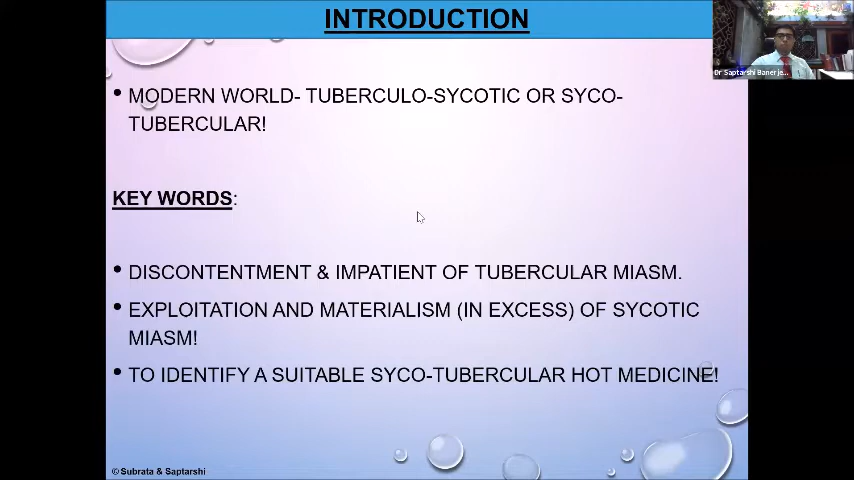 INTRODUCTION
Dr Saptarshi Banerje...
• MODERN WORLD- TUBERCULO-SYCOTIC OR SYCO-
TUBERCULAR!
KEY WORDS:
• DISCONTENTMENT & IMPATIENT OF TUBERCULAR MIASM.
• EXPLOITATION AND MATERIALISM (IN EXCESS) OF SYCOTIC
MIASM!
• TO IDENTIFY A SUITABLE SYCO-TUBERCULAR HOT MEDICINE!
© Subrata & Saptarshi